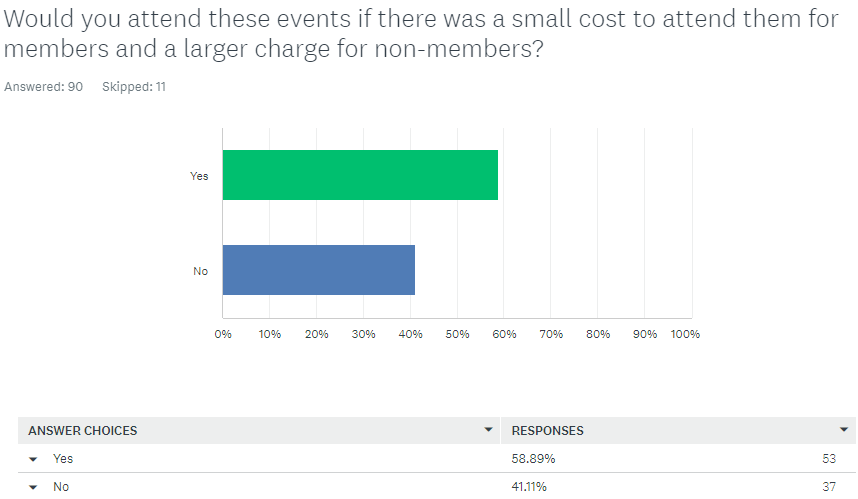 Would you attend these events if there was a small cost to attend them for
members and a larger charge for non-members?
Answered: 90 Skipped: 11
Yes
No
0% 10% 20% 30% 40% 50% 60% 70% 80% 90% 100%
ANSWER CHOICES RESPONSES
Yes 58.89% 53
No 41.11% 37